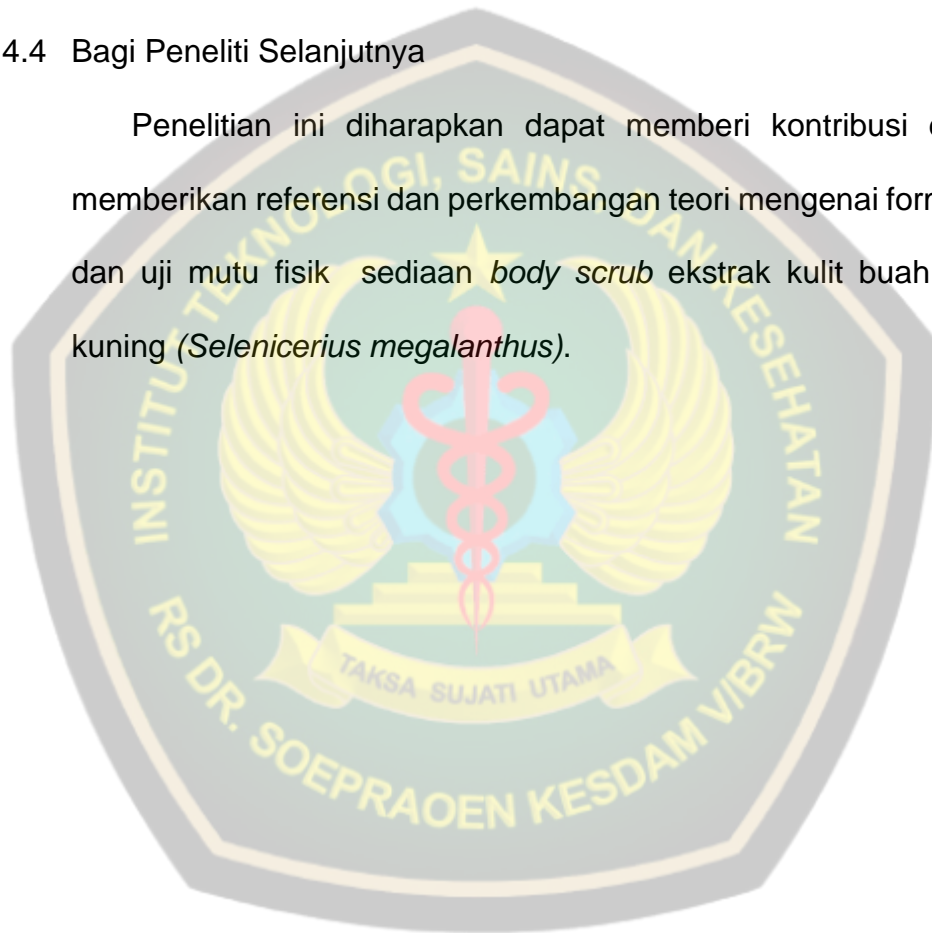 4.4 Bagi Peneliti Selanjutnya
Penelitian ini diharapkan dapat memberi kontribusi
memberikan referensi dan perkembangan teori mengenai
dan uji mutu fisik sediaan body scrub ekstrak kulit buah
kuning (Selenicerius megalanthus).
INSTITUT TEKNOLOGI, SAINS, DAN KESEHATAN
TAKSA SUJATI UTAMA
RS DR. SOEPRAOEN KESDAM V/BRW